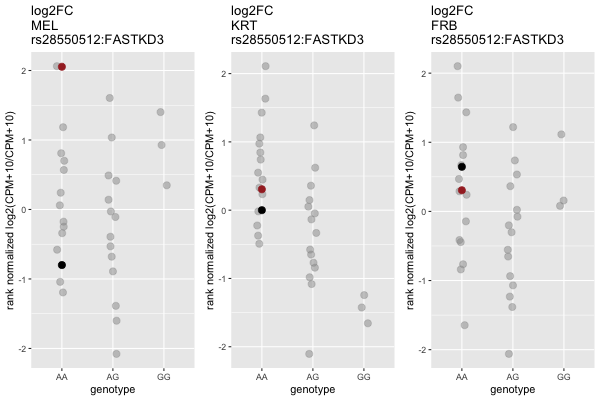 log2FC
MEL
rs28550512:FASTKD3
rank normalized log2(CPM+10/CPM+10)
2
1
0
-1
-2
AA
AG
GG
genotype
log2FC
KRT
rs28550512:FASTKD3
rank normalized log2(CPM+10/CPM+10)
2
1
0
-1
-2
AA
AG
GG
genotype
log2FC
FRB
rs28550512:FASTKD3
rank normalized log2(CPM+10/CPM+10)
2
1
0
-1
-2
AA
AG
GG
genotype